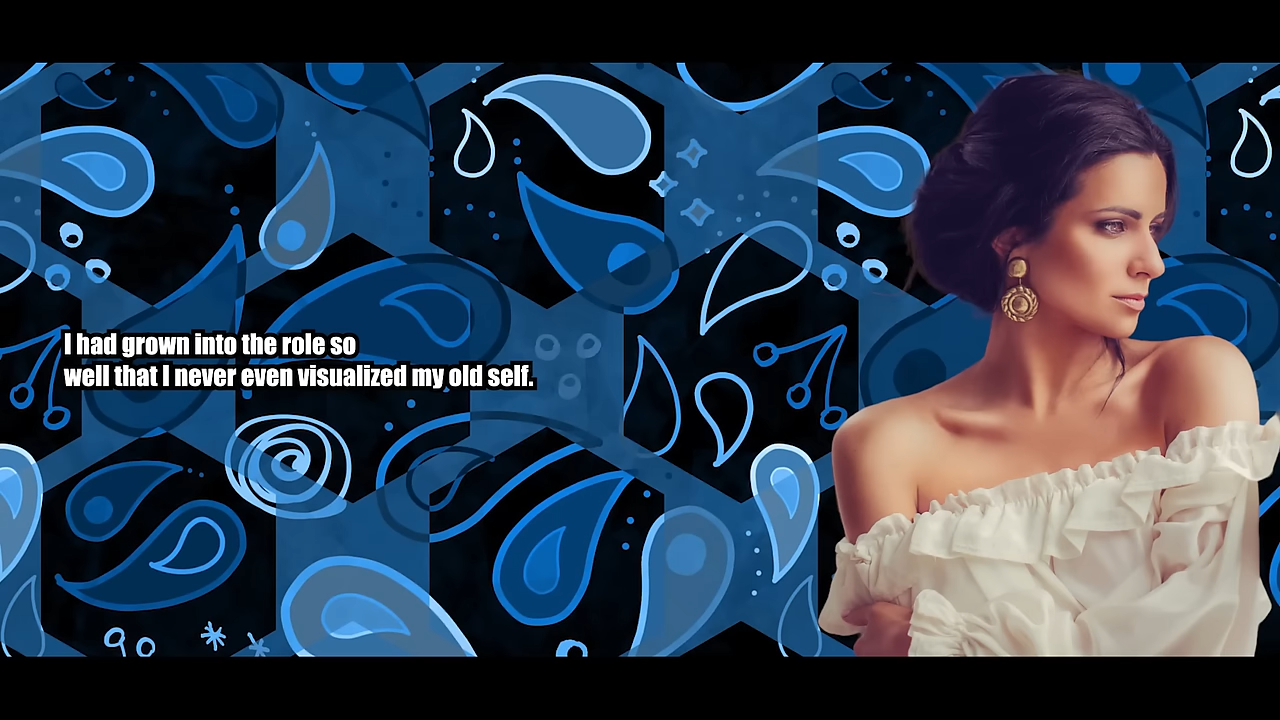 I had grown into the role so
well that I never even visualized my old self.